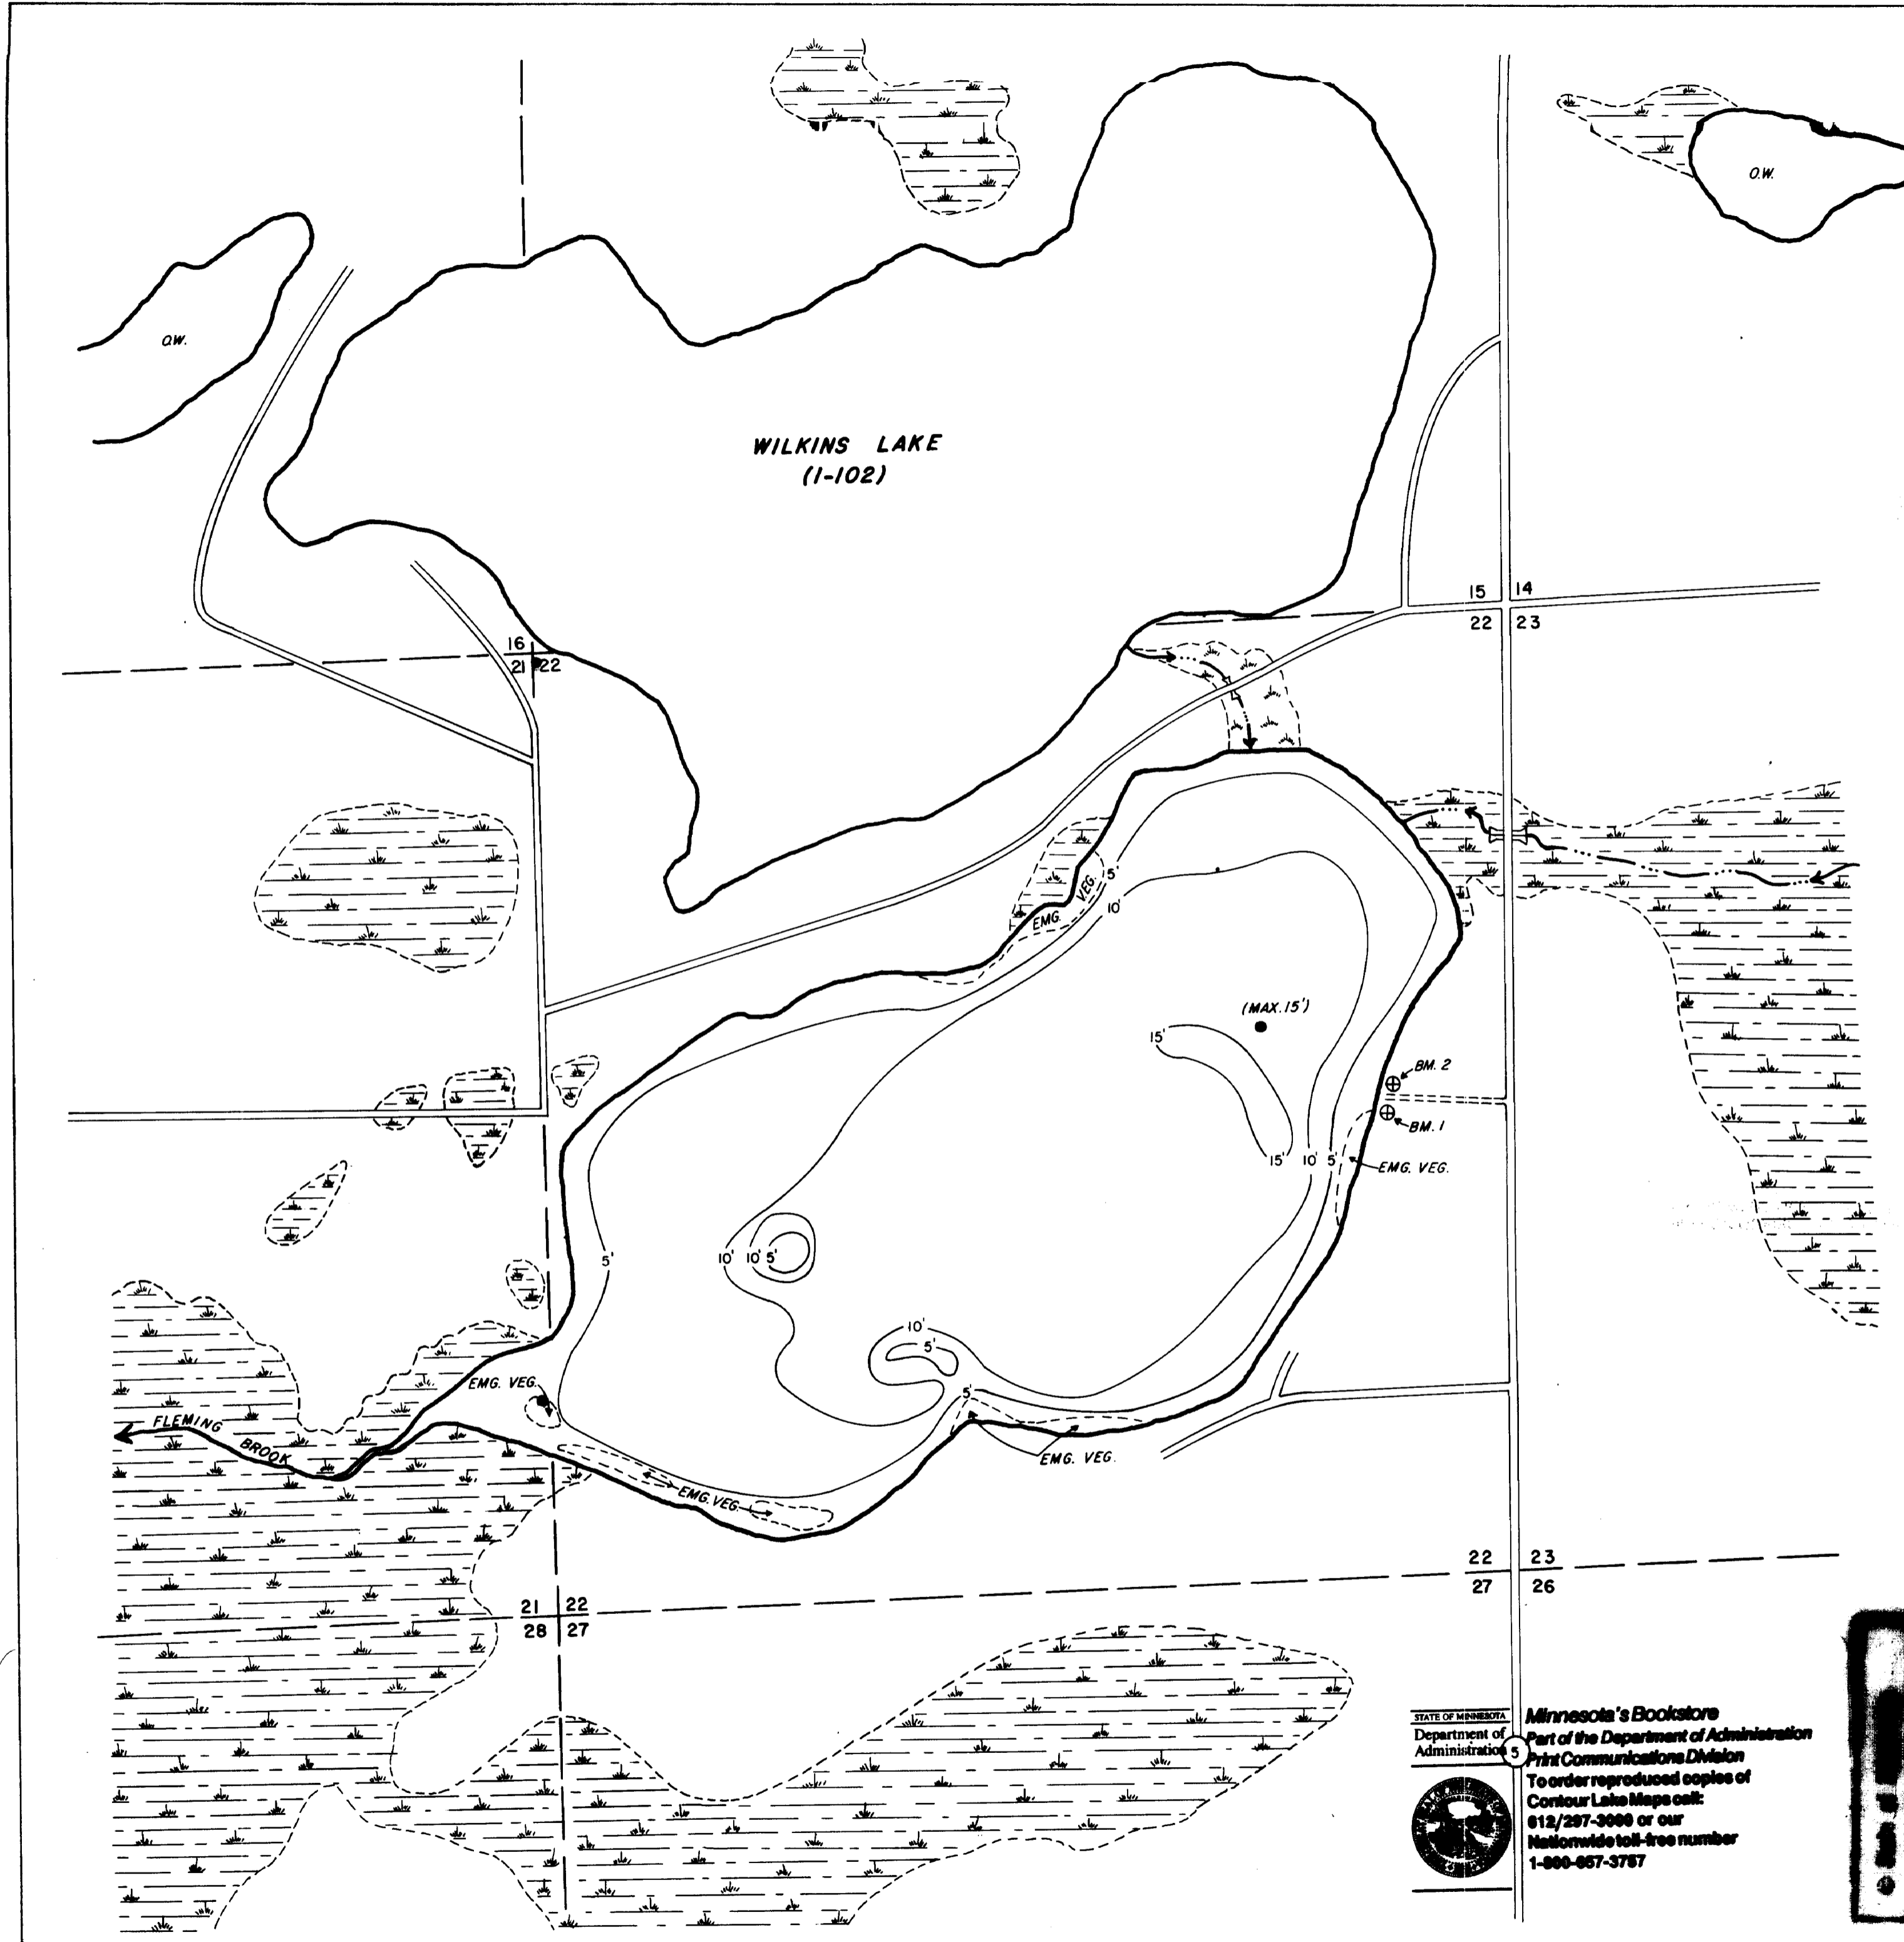 O.W.
O.W.
WILKINS LAKE
(1-102)
15 14
22 23
16
21 22
5'
EMG. VEG.
10'
(MAX. 15')
15'
BM. 2
BM. 1
15' 10' 5'
EMG. VEG.
5' 10' 10' 5'
10'
5'
EMG. VEG.
5'
FLEMING BROOK
EMG. VEG.
EMG. VEG.
22 23
27 26
21 22
28 27
STATE OF MINNESOTA
Department of
Administration
5
Minnesota's Bookstore
Part of the Department of Administration
Print Communications Division
To order reproduced copies of
Contour Lake Maps call:
612/297-3000 or our
Nationwide toll-free number
1-800-657-3757